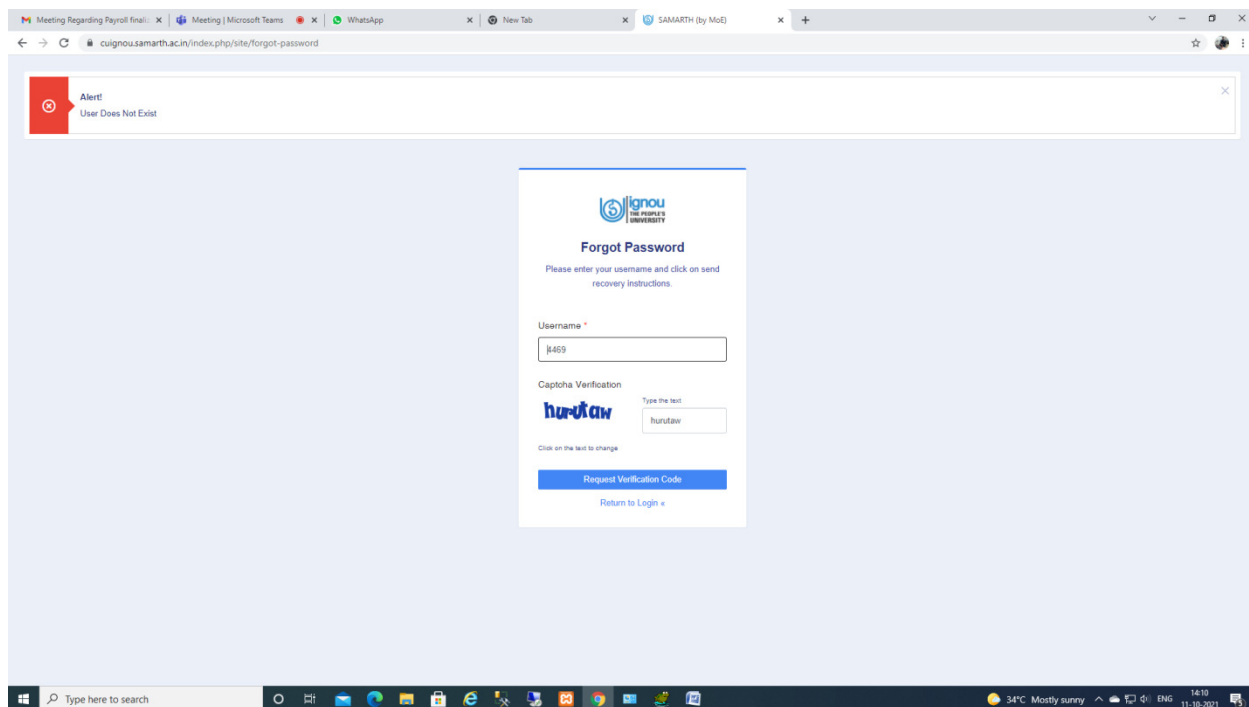 Meeting Regarding Payroll finali
Meeting | Microsoft Teams
WhatsApp
New Tab
SAMARTH (by MoE)
cuignou.samarth.ac.in/index.php/site/forgot-password
Alert!
User Does Not Exist
ignou
THE PEOPLE'S
UNIVERSITY
Forgot Password
Please enter your username and click on send
recovery instructions.
Username *
4469
Captcha Verification
hurutaw
Type the text
hurutaw
Click on the text to change
Request Verification Code
Return to Login «
Type here to search
34°C Mostly sunny
ENG
14:10
11-10-2021